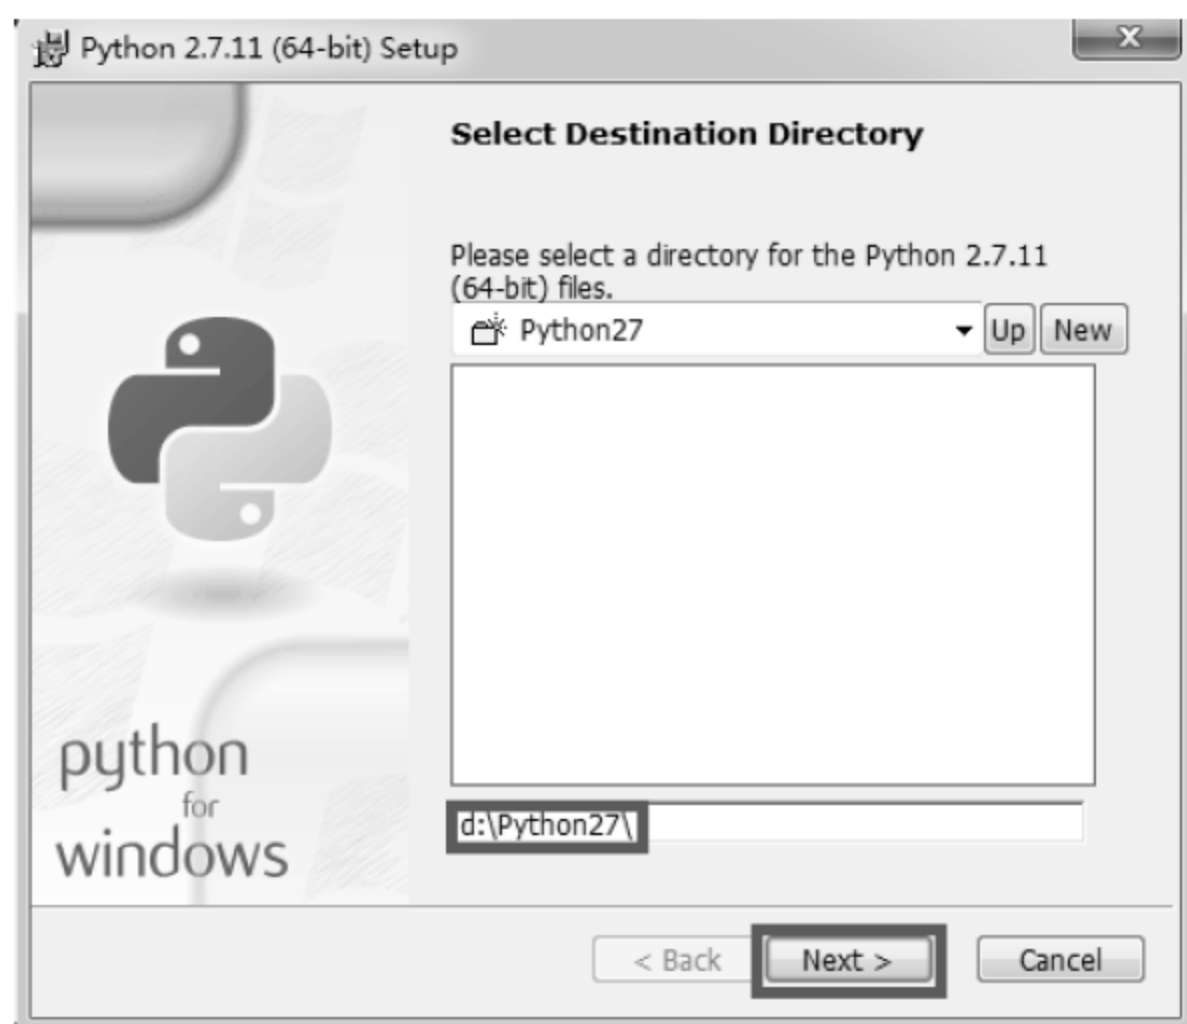 Python 2.7.11 (64-bit) Setup
Select Destination Directory
Please select a directory for the Python 2.7.11
(64-bit) files.
Python27
Up
New
d:\Python27\
python
for
windows
< Back
Next >
Cancel